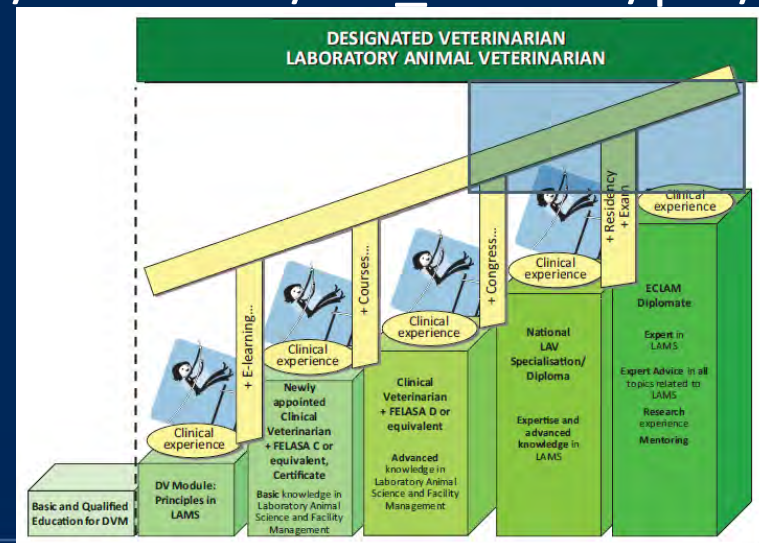 DESIGNATED VETERINARIAN
LABORATORY ANIMAL VETERINARIAN
Basic and Qualified
Education for DVM
Clinical
experience
DV Module:
Principles in
LAMS
+ E-learning...
Clinical
experience
Newly
appointed
Clinical
Veterinarian
+ FELASA C or
equivalent,
Certificate
Basic knowledge in
Laboratory Animal
Science and Facility
Management
+ Courses...
Clinical
experience
Clinical
Veterinarian
+ FELASA D or
equivalent
Advanced
knowledge in
Laboratory Animal
Science and Facility
Management
+ Congress...
Clinical
experience
National
LAV
Specialisation/
Diploma
Expertise and
advanced
knowledge in
LAMS
+ Residency
+ Exam
Clinical
experience
ECLAM
Diplomate
Expert in
LAMS
Expert Advice in all
topics related to
LAMS
Research
experience
Mentoring